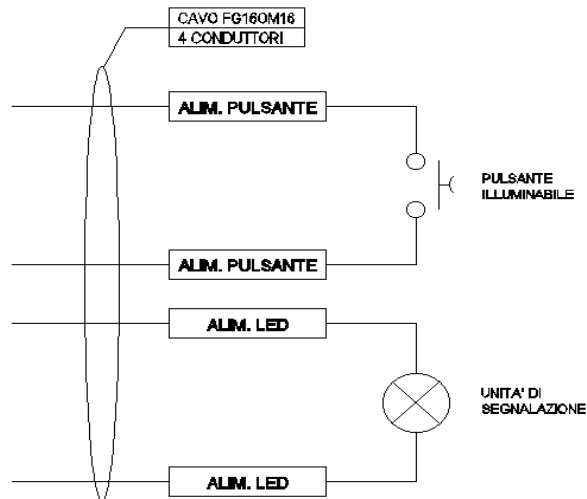 CAVO FG16OM16
4 CONDUTTORI
ALIM. PULSANTE
PULSANTE
ILLUMINABILE
ALIM. PULSANTE
ALIM. LED
UNITA' DI
SEGNALAZIONE
ALIM. LED